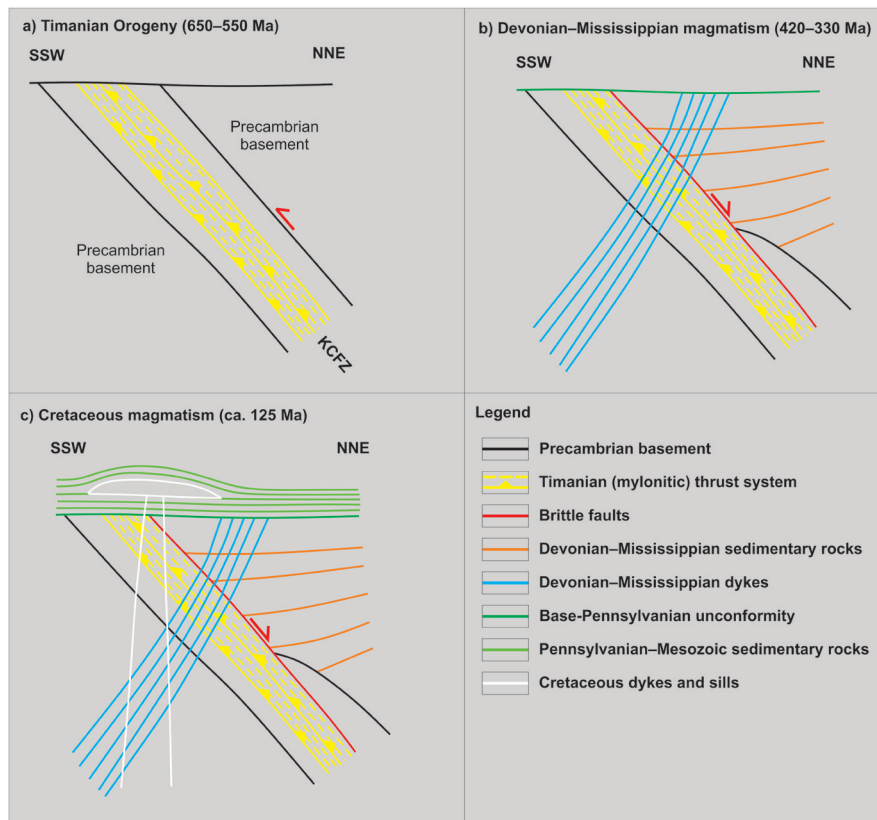 a) Timanian Orogeny (650–550 Ma)
SSW
NNE
Precambrian
basement
Precambrian
basement
KCFZ
b) Devonian–Mississippian magmatism (420–330 Ma)
SSW
NNE
c) Cretaceous magmatism (ca. 125 Ma)
SSW
NNE
Legend
Precambrian basement
Timanian (mylonitic) thrust system
Brittle faults
Devonian–Mississippian sedimentary rocks
Devonian–Mississippian dykes
Base-Pennsylvanian unconformity
Pennsylvanian–Mesozoic sedimentary rocks
Cretaceous dykes and sills